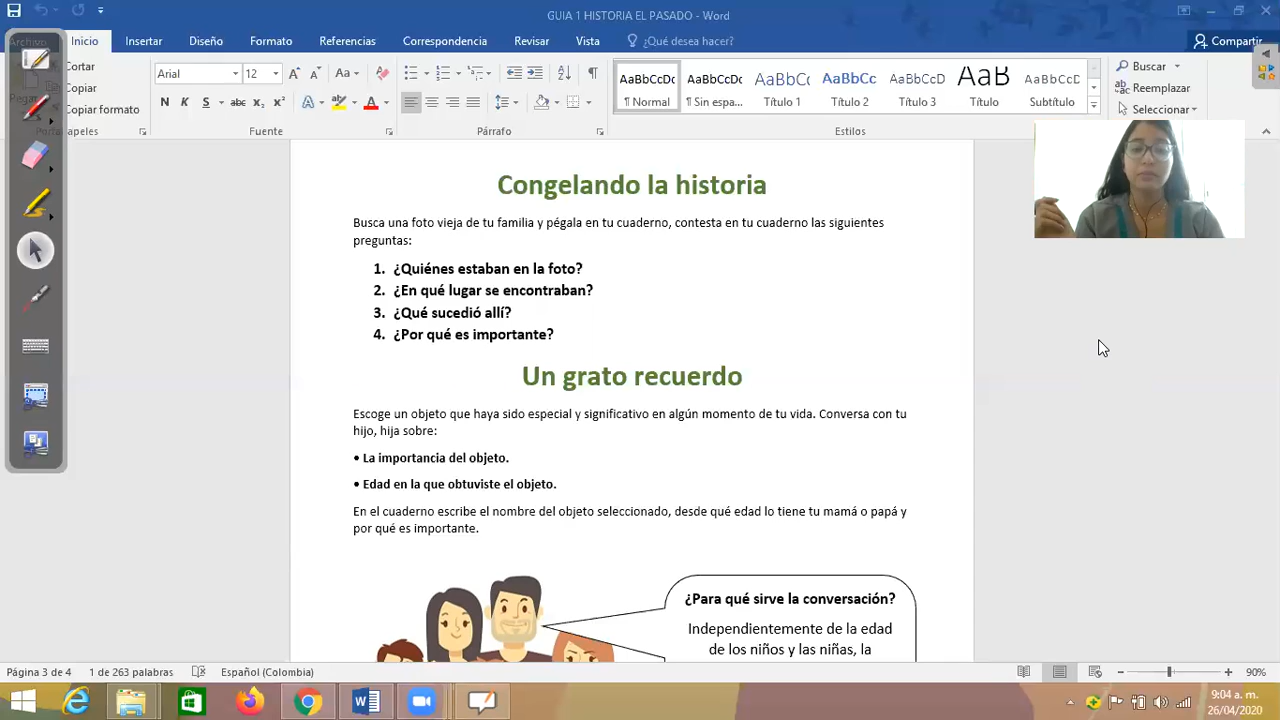 GUIA 1 HISTORIA EL PASADO - Word
Archivo Inicio Insertar Diseño Formato Referencias Correspondencia Revisar Vista ¿Qué desea hacer? Compartir
Cortar
Copiar
Copiar formato
Arial 12
Aa
N K S abc x₂ x² A A
AaBbCcDc AaBbCcDc AaBbCc AaBbCc AaBbCcD AaB AaBbCcD
¶ Normal ¶ Sin espa... Título 1 Título 2 Título 3 Título Subtítulo
Buscar
Reemplazar
Seleccionar
Fuente Párrafo Estilos
Congelando la historia
Busca una foto vieja de tu familia y pégala en tu cuaderno, contesta en tu cuaderno las siguientes
preguntas:
1. ¿Quiénes estaban en la foto?
2. ¿En qué lugar se encontraban?
3. ¿Qué sucedió allí?
4. ¿Por qué es importante?
Un grato recuerdo
Escoge un objeto que haya sido especial y significativo en algún momento de tu vida. Conversa con tu
hijo, hija sobre:
• La importancia del objeto.
• Edad en la que obtuviste el objeto.
En el cuaderno escribe el nombre del objeto seleccionado, desde qué edad lo tiene tu mamá o papá y
por qué es importante.
¿Para qué sirve la conversación?
Independientemente de la edad
de los niños y las niñas, la
Página 3 de 4 1 de 263 palabras Español (Colombia) 90%
9:04 a. m.
26/04/2020